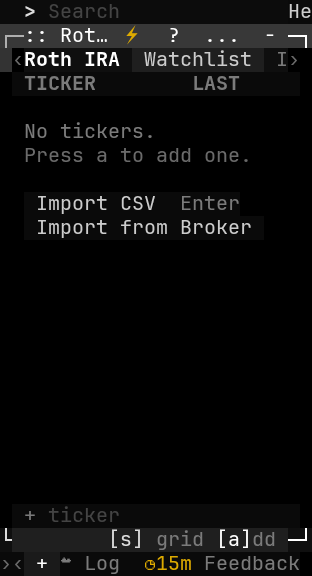 > Search He
:: Rot… ⚡ ? ... -
‹Roth IRA Watchlist I›
TICKER LAST
No tickers.
Press a to add one.
Import CSV Enter
Import from Broker
+ ticker
[s] grid [a]dd
›‹ + Log ◔15m Feedback